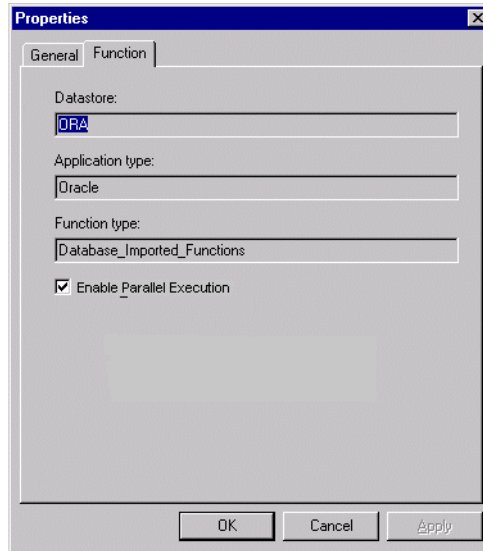 Properties
General Function
Datastore:
ORA
Application type:
Oracle
Function type:
Database_Imported_Functions
Enable Parallel Execution
OK Cancel Apply